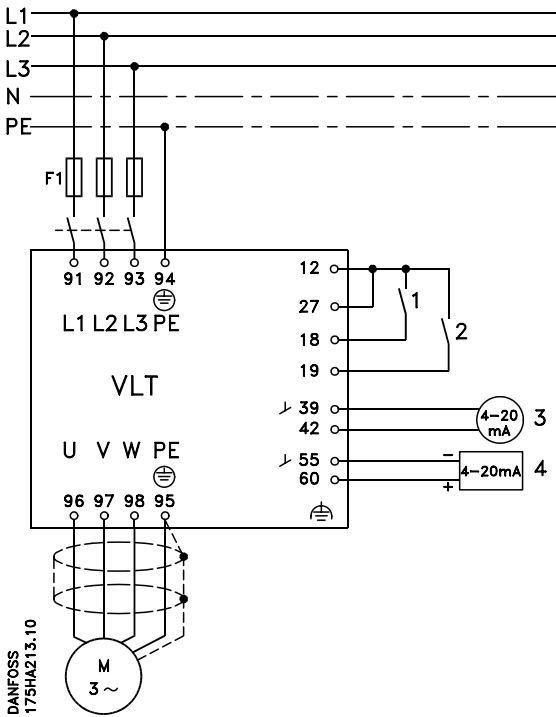 L1
L2
L3
N
PE
F1
91 92 93 94
L1 L2 L3 PE
12
27
18
19
1
2
VLT
39
42
4-20
mA
3
U V W PE
55
60
-
+
4-20mA
4
96 97 98 95
M
3 ~
DANFOSS
175HA213.10